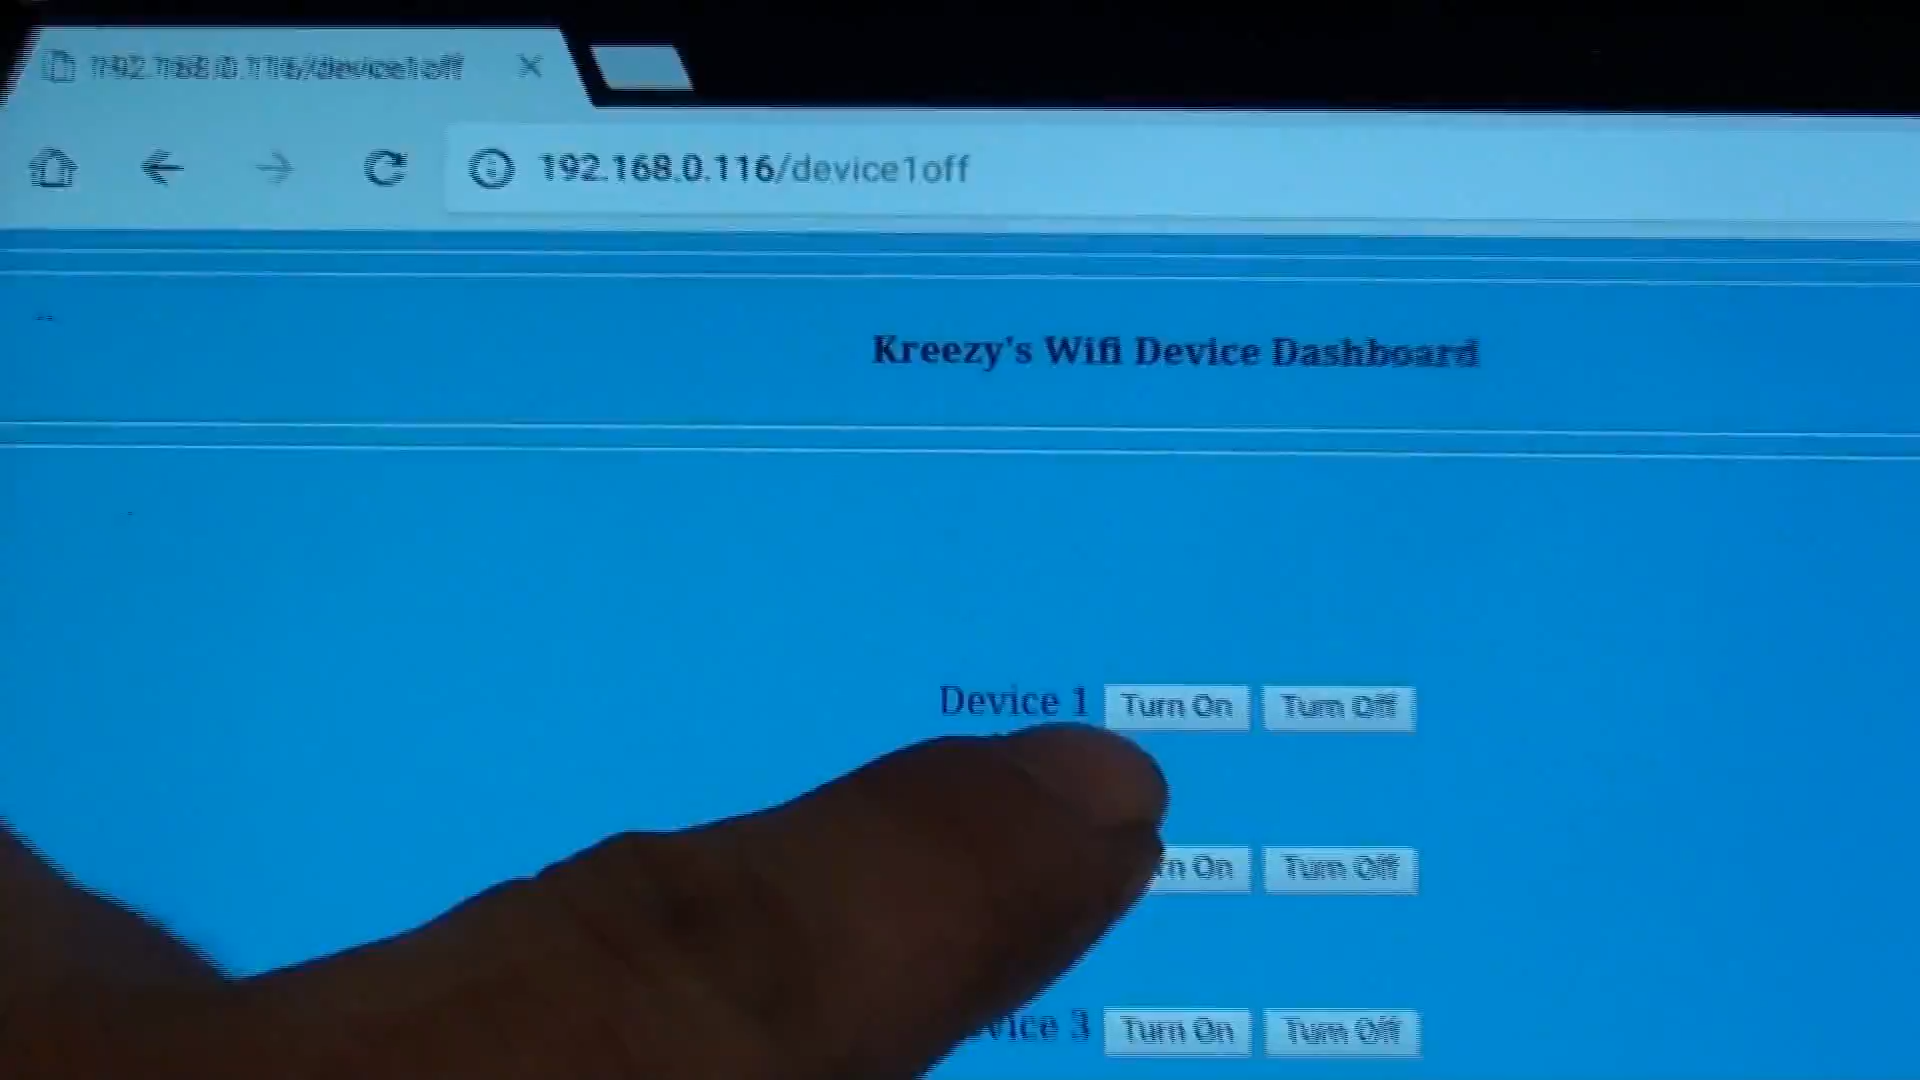 192.168.0.116/device1off
192.168.0.116/device1off
Kreezy's Wifi Device Dashboard
Device 1 Turn On Turn Off
rn On Turn Off
vice 3 Turn On Turn Off